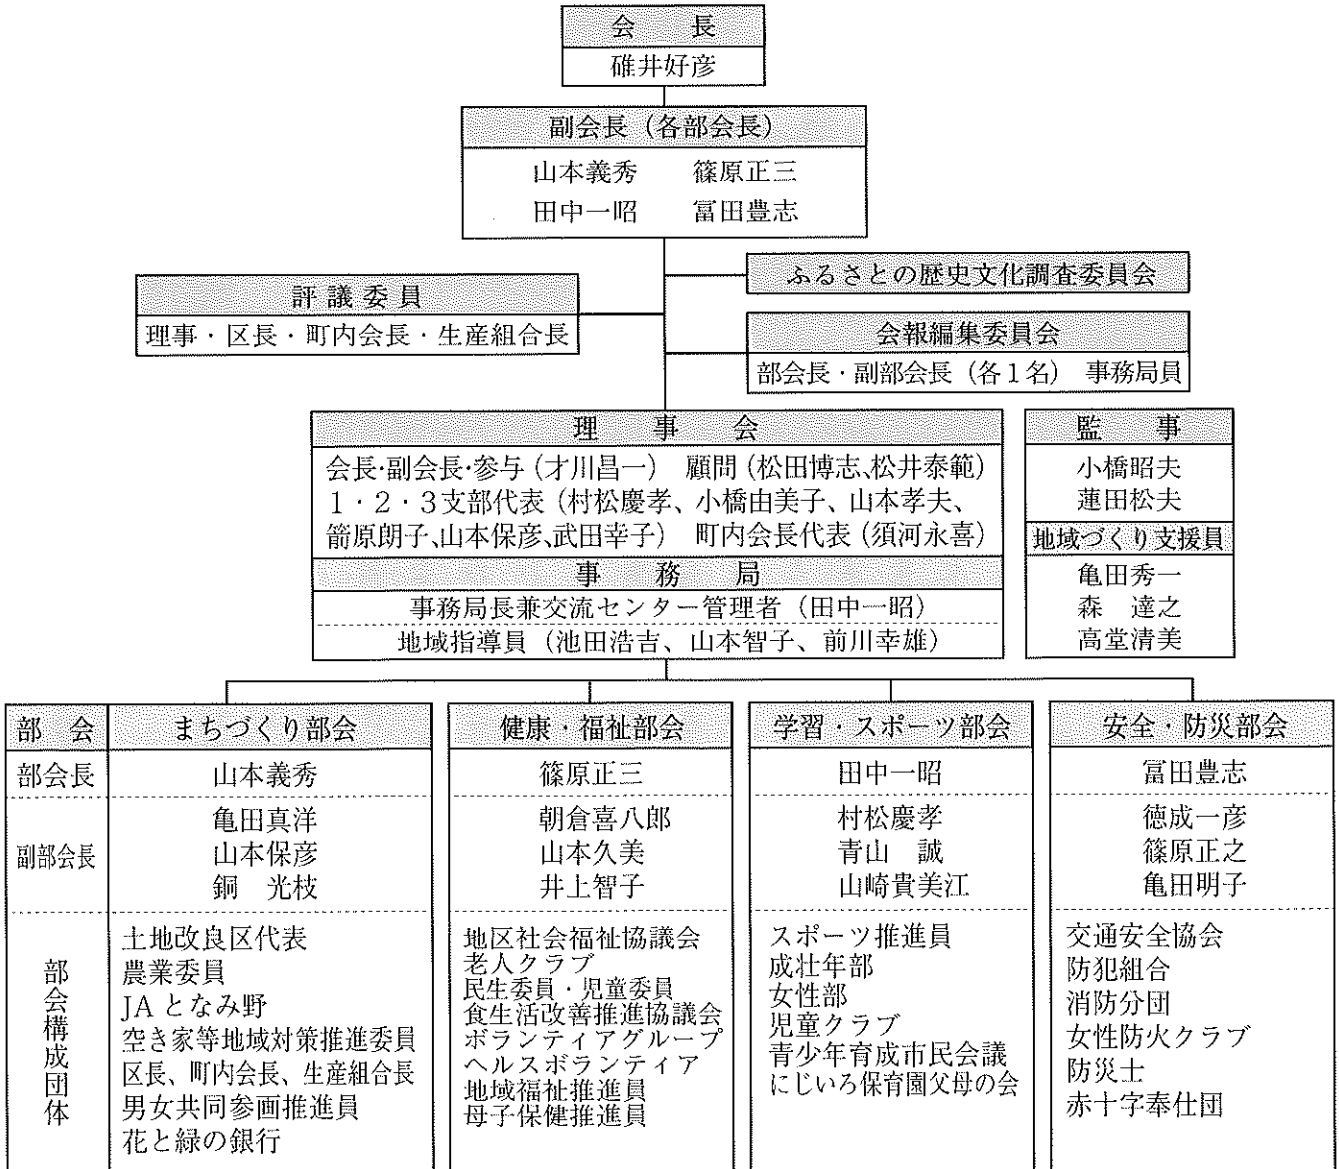 会　長
碓井好彦
副会長（各部会長）
山本義秀　篠原正三
田中一昭　冨田豊志
ふるさとの歴史文化調査委員会
評議委員
理事・区長・町内会長・生産組合長
会報編集委員会
部会長・副部会長（各１名）　事務局員
理　事　会
会長・副会長・参与（才川昌一）　顧問（松田博志、松井泰範）
１・２・３支部代表（村松慶孝、小橋由美子、山本孝夫、
箭原朗子、山本保彦、武田幸子）　町内会長代表（須河永喜）
事　務　局
事務局長兼交流センター管理者（田中一昭）
地域指導員（池田浩吉、山本智子、前川幸雄）
監　事
小橋昭夫
蓮田松夫
地域づくり支援員
亀田秀一
森　達之
高堂清美
部　会
まちづくり部会
健康・福祉部会
学習・スポーツ部会
安全・防災部会
部会長
山本義秀
篠原正三
田中一昭
冨田豊志
副部会長
亀田真洋
山本保彦
銅　光枝
朝倉喜八郎
山本久美
井上智子
村松慶孝
青山　誠
山崎貴美江
徳成一彦
篠原正之
亀田明子
部会構成団体
土地改良区代表
農業委員
JAとなみ野
空き家等地域対策推進委員
区長、町内会長、生産組合長
男女共同参画推進員
花と緑の銀行
地区社会福祉協議会
老人クラブ
民生委員・児童委員
食生活改善推進協議会
ボランティアグループ
ヘルスボランティア
地域福祉推進員
母子保健推進員
スポーツ推進員
成壮年部
女性部
児童クラブ
青少年育成市民会議
にじいろ保育園父母の会
交通安全協会
防犯組合
消防分団
女性防火クラブ
防災士
赤十字奉仕団